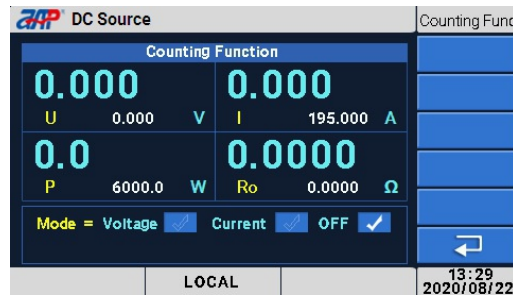 AAP DC Source
Counting Func
Counting Function
0.000 0.000
U 0.000 V I 195.000 A
0.0 0.0000
P 6000.0 W Ro 0.0000 Ω
Mode = Voltage Current OFF
LOCAL
13:29
2020/08/22